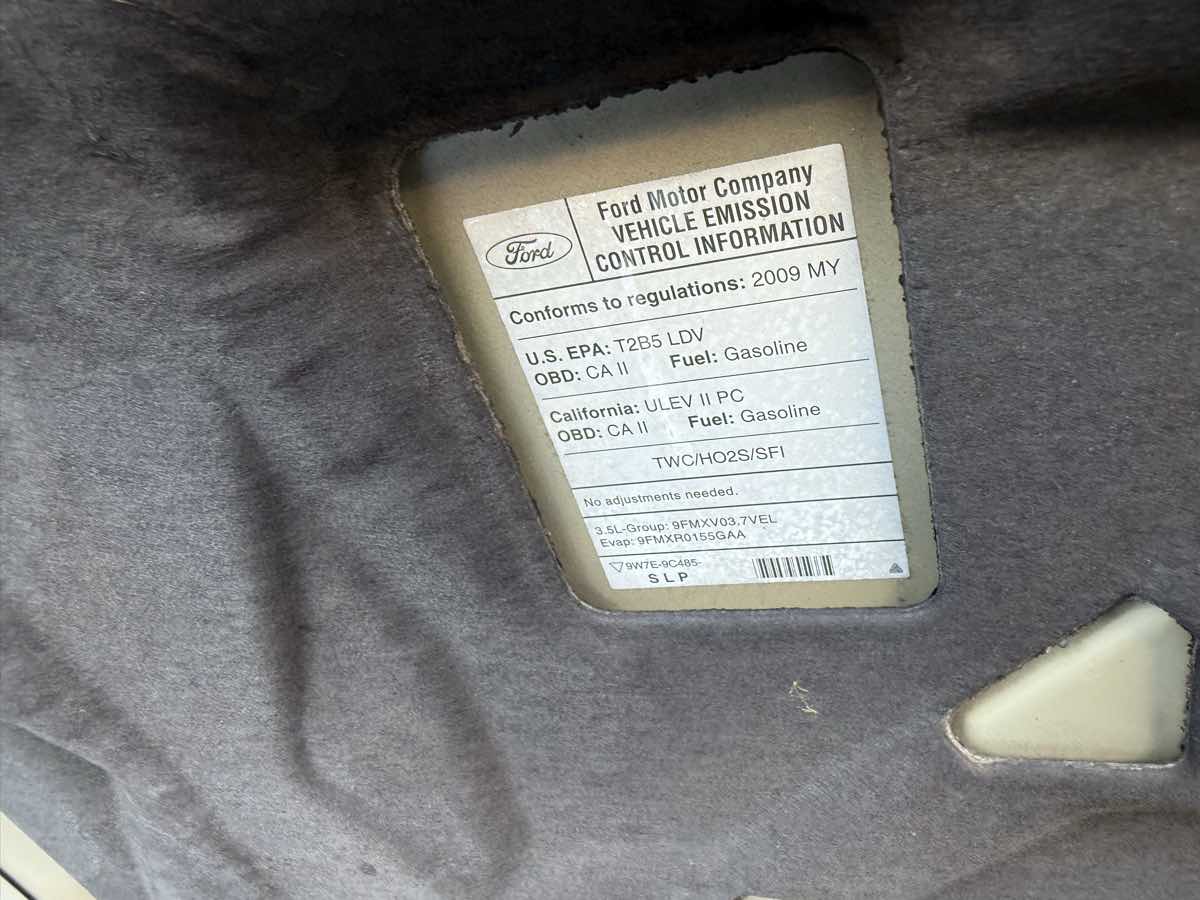 Ford
Ford Motor Company
VEHICLE EMISSION
CONTROL INFORMATION
Conforms to regulations: 2009 MY
U.S. EPA: T2B5 LDV
OBD: CA II Fuel: Gasoline
California: ULEV II PC
OBD: CA II Fuel: Gasoline
TWC/HO2S/SFI
No adjustments needed.
3.5L-Group: 9FMXV03.7VEL
Evap: 9FMXR0155GAA
9W7E-9C485-
S L P